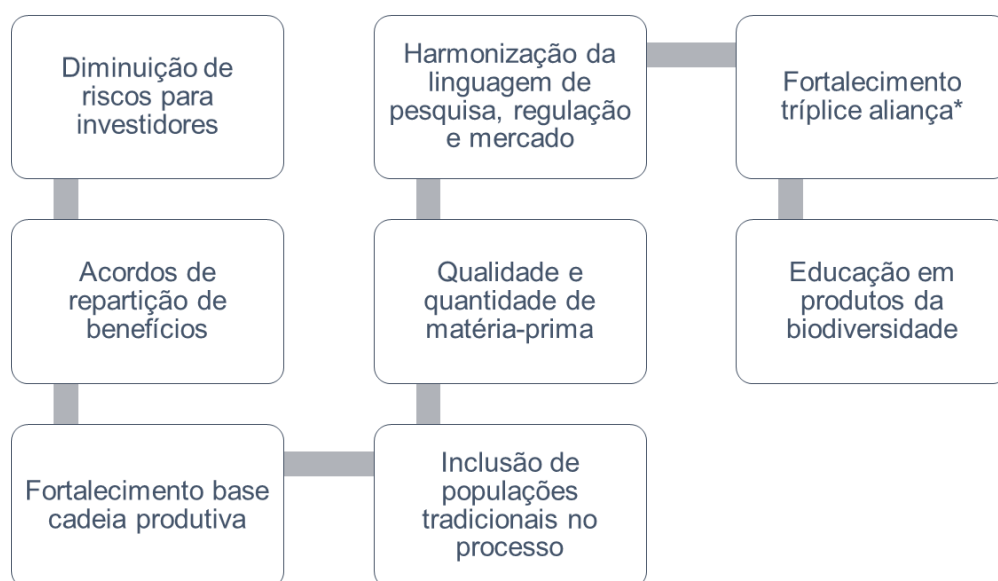 Diminuição de
riscos para
investidores
Acordos de
repartição de
benefícios
Fortalecimento base
cadeia produtiva
Inclusão de
populações
tradicionais no
processo
Qualidade e
quantidade de
matéria-prima
Harmonização da
linguagem de
pesquisa, regulação
e mercado
Fortalecimento
tríplice aliança*
Educação em
produtos da
biodiversidade